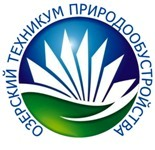 ОЗЕРСКИЙ ТЕХНИКУМ ПРИРОДООБУСТРОЙСТВА